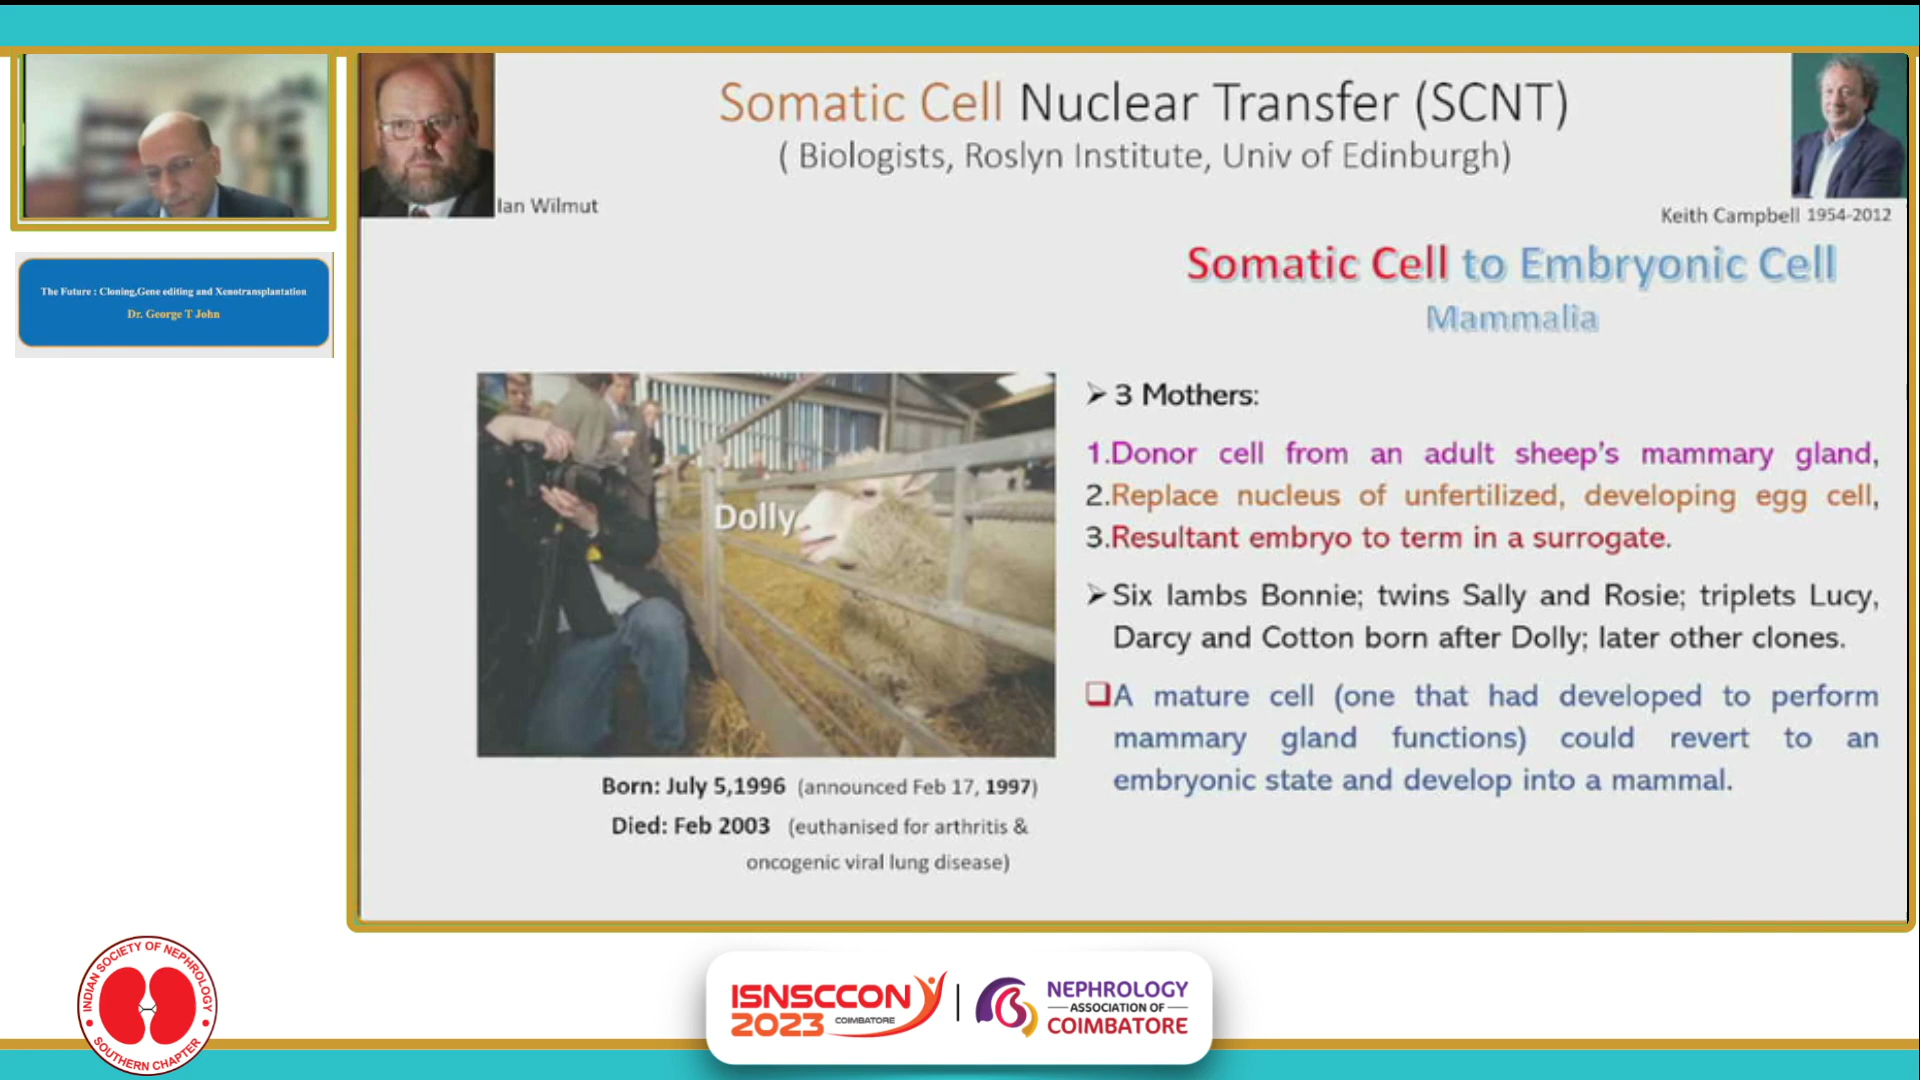 Somatic Cell Nuclear Transfer (SCNT)
( Biologists, Roslyn Institute, Univ of Edinburgh)
Ian Wilmut
Keith Campbell 1954-2012
The Future : Cloning,Gene editing and Xenotransplantation
Dr. George T John
Somatic Cell to Embryonic Cell
Mammalia
Dolly
Born: July 5,1996 (announced Feb 17, 1997)
Died: Feb 2003 (euthanised for arthritis &
oncogenic viral lung disease)
➢ 3 Mothers:
1.Donor cell from an adult sheep's mammary gland,
2.Replace nucleus of unfertilized, developing egg cell,
3.Resultant embryo to term in a surrogate.
➢ Six lambs Bonnie; twins Sally and Rosie; triplets Lucy,
Darcy and Cotton born after Dolly; later other clones.
❑A mature cell (one that had developed to perform
mammary gland functions) could revert to an
embryonic state and develop into a mammal.
INDIAN SOCIETY OF NEPHROLOGY
SOUTHERN CHAPTER
ISNSCCON
2023 COIMBATORE
NEPHROLOGY
ASSOCIATION OF
COIMBATORE